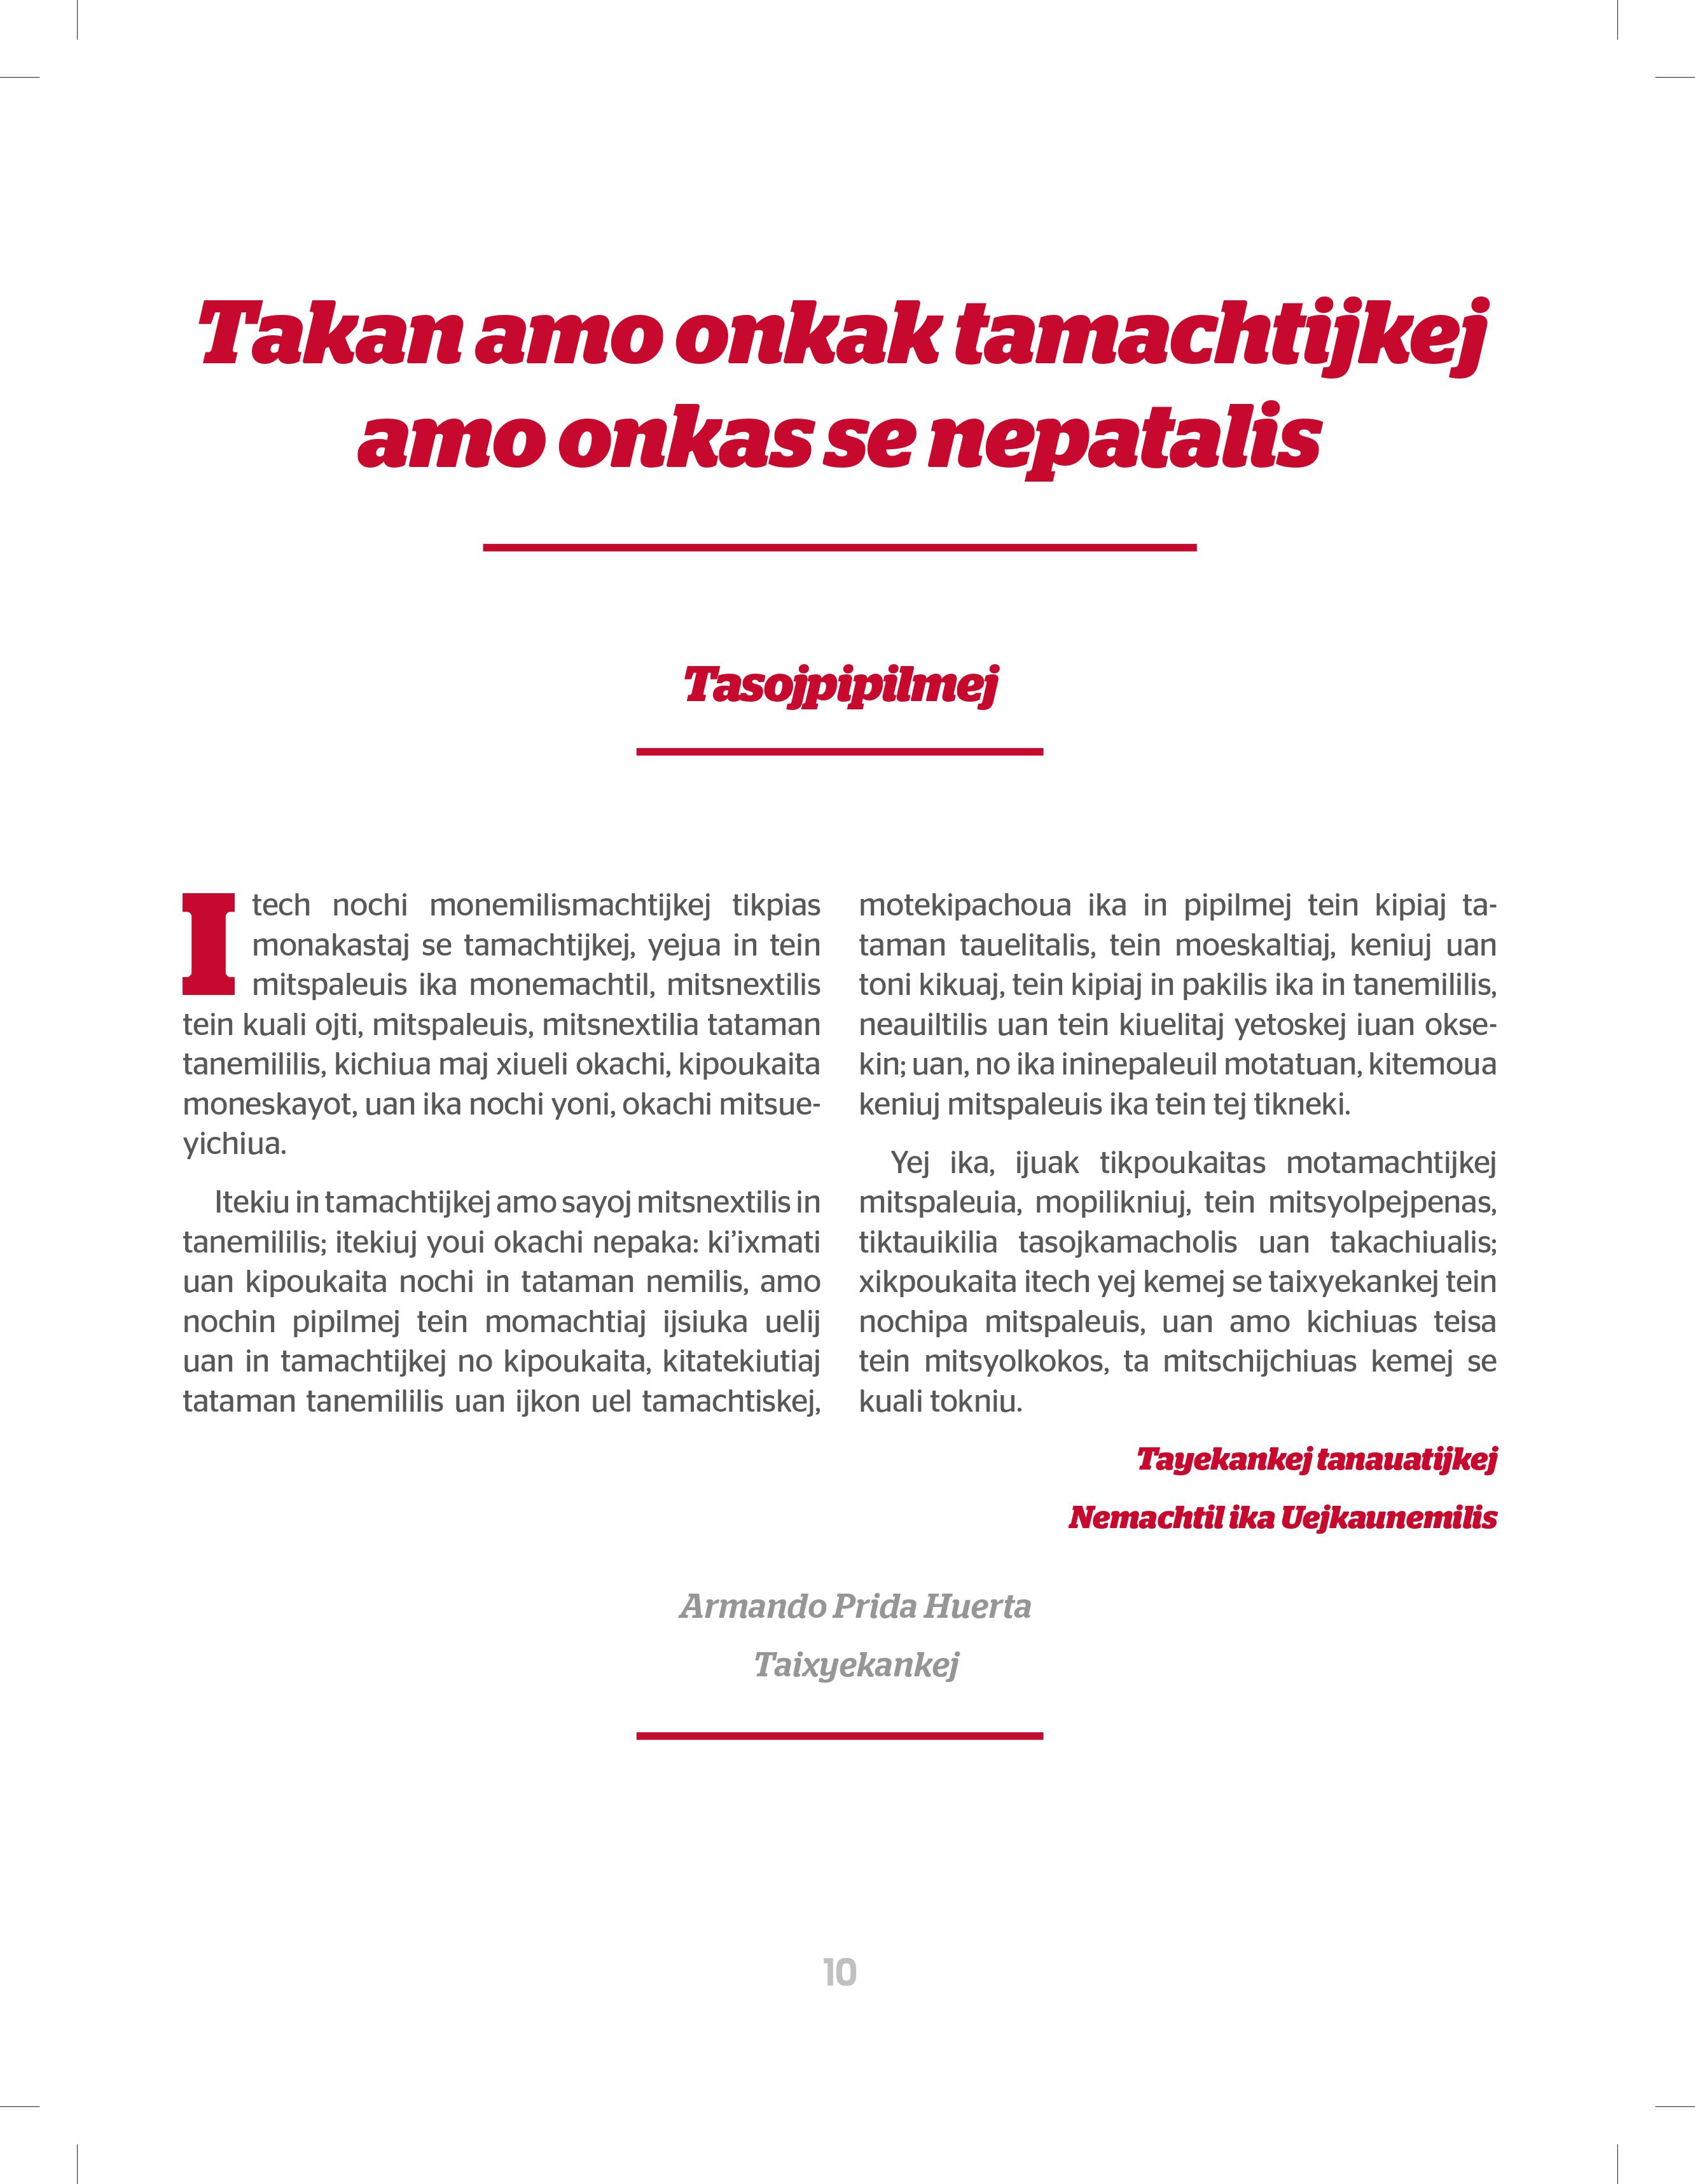 Takan amo onkak tamachtijkej
amo onkas se nepatalis
Tasojpipilmej
Itech nochi monemilismachtijkej tikpias
monakastaj se tamachtijkej, yejua in tein
mitspaleuis ika monemachtil, mitsnextilis
tein kuali ojti, mitspaleuis, mitsnextilia tataman
tanemililis, kichiua maj xiueli okachi, kipoukaita
moneskayot, uan ika nochi yoni, okachi mitsue-
yichiua.
Itekiu in tamachtijkej amo sayoj mitsnextilis in
tanemililis; itekiuj youi okachi nepaka: ki’ixmati
uan kipoukaita nochi in tataman nemilis, amo
nochin pipilmej tein momachtiaj ijsiuka uelij
uan in tamachtijkej no kipoukaita, kitatekiutiaj
tataman tanemililis uan ijkon uel tamachtiskej,
motekipachoua ika in pipilmej tein kipiaj ta-
taman tauelitalis, tein moeskaltiaj, keniuj uan
toni kikuaj, tein kipiaj in pakilis ika in tanemililis,
neauiltilis uan tein kiuelitaj yetoskej iuan okse-
kin; uan, no ika ininepaleuil motatuan, kitemoua
keniuj mitspaleuis ika tein tej tikneki.
Yej ika, ijuak tikpoukaitas motamachtijkej
mitspaleuia, mopilikniuj, tein mitsyolpejpenas,
tiktauikilia tasojkamacholis uan takachiualis;
xikpoukaita itech yej kemej se taixyekankej tein
nochipa mitspaleuis, uan amo kichiuas teisa
tein mitsyolkokos, ta mitschijchiuas kemej se
kuali tokniu.
Tayekankej tanauatijkej
Nemachtil ika Uejkaunemilis
Armando Prida Huerta
Taixyekankej
10